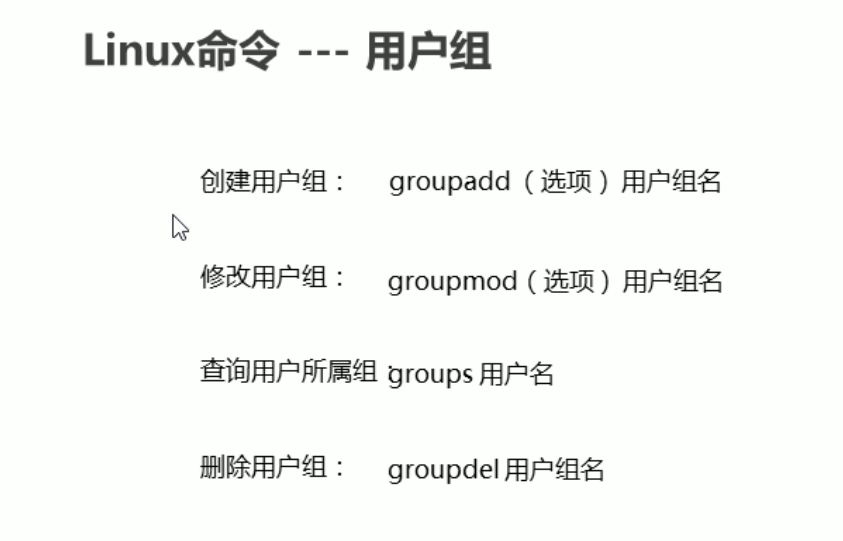 Linux命令 --- 用户组
创建用户组： groupadd （选项） 用户组名
修改用户组： groupmod（选项） 用户组名
查询用户所属组：groups 用户名
删除用户组： groupdel 用户组名